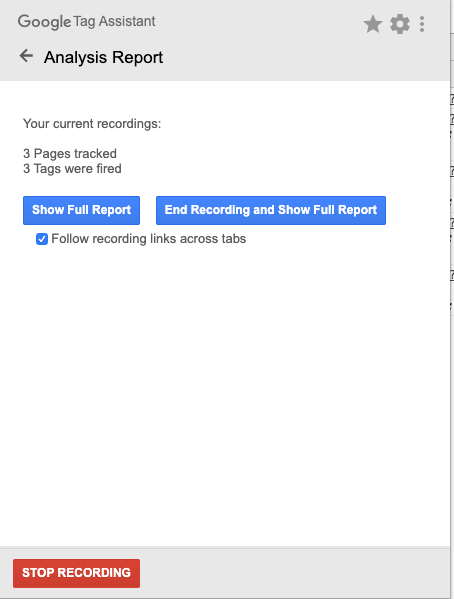 Google Tag Assistant
Analysis Report
Your current recordings:
3 Pages tracked
3 Tags were fired
Show Full Report
End Recording and Show Full Report
Follow recording links across tabs
STOP RECORDING